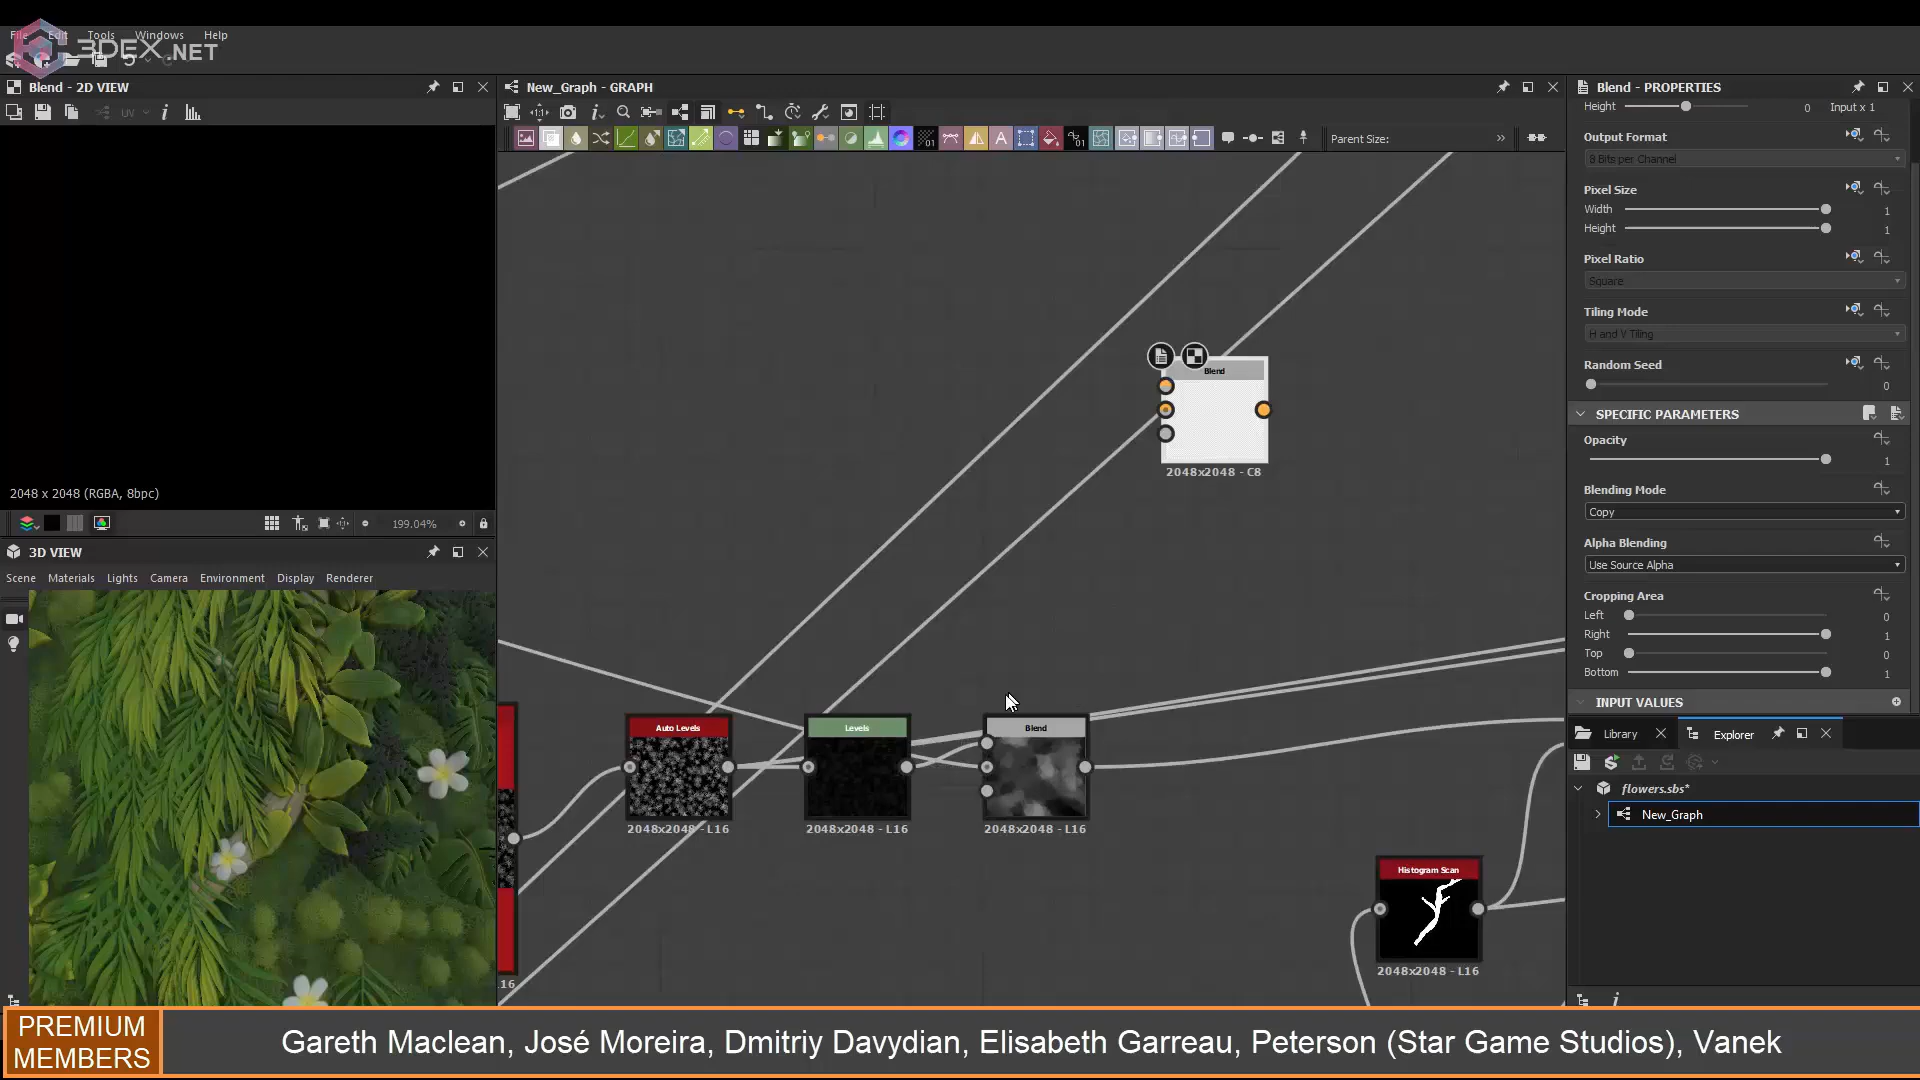 File Edit Tools Windows Help
3DEX.NET
Blend - 2D VIEW
New_Graph - GRAPH
Blend - PROPERTIES
Height 0 Input x 1
UV
Parent Size:
Output Format
8 Bits per Channel
Pixel Size
Width 1
Height 1
Pixel Ratio
Square
Tiling Mode
H and V Tiling
Random Seed
0
Blend
2048x2048 - C8
SPECIFIC PARAMETERS
Opacity
1
Blending Mode
Copy
Alpha Blending
Use Source Alpha
Cropping Area
Left 0
Right 1
Top 0
Bottom 1
INPUT VALUES
2048 x 2048 (RGBA, 8bpc)
199.04%
3D VIEW
Scene Materials Lights Camera Environment Display Renderer
Auto Levels
2048x2048 - L16
Levels
2048x2048 - L16
Blend
2048x2048 - L16
Histogram Scan
2048x2048 - L16
16
Library Explorer
flowers.sbs*
New_Graph
PREMIUM
MEMBERS
Gareth Maclean, José Moreira, Dmitriy Davydian, Elisabeth Garreau, Peterson (Star Game Studios), Vanek